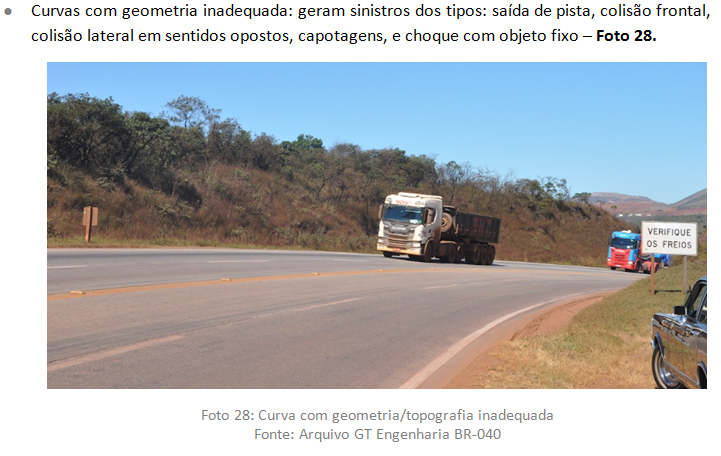 ● Curvas com geometria inadequada: geram sinistros dos tipos: saída de pista, colisão frontal,
colisão lateral em sentidos opostos, capotagens, e choque com objeto fixo – Foto 28.
VERIFIQUE
OS FREIOS
Foto 28: Curva com geometria/topografia inadequada
Fonte: Arquivo GT Engenharia BR-040